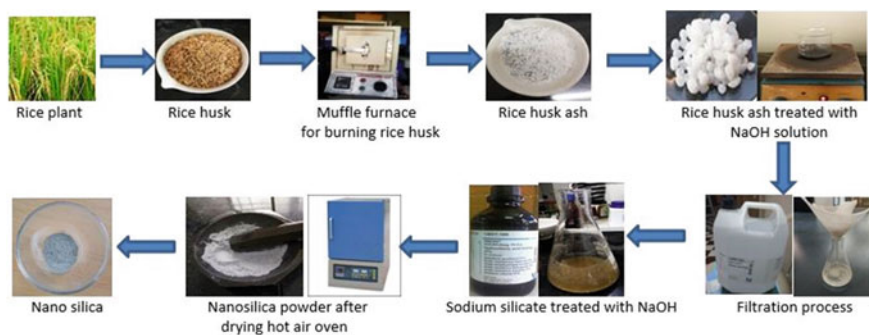 Rice plant
Rice husk
Muffle furnace
for burning rice husk
Rice husk ash
Rice husk ash treated with
NaOH solution
Nano silica
Nanosilica powder after
drying hot air oven
Sodium silicate treated with NaOH
Filtration process